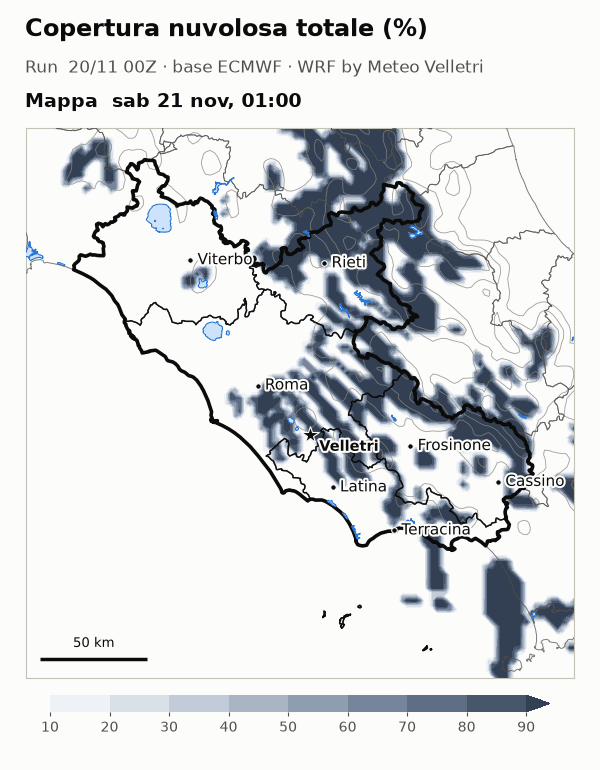 Copertura nuvolosa totale (%)
Run  20/11 00Z · base ECMWF · WRF by Meteo Velletri
Mappa  sab 21 nov, 01:00
Viterbo
Rieti
Roma
Velletri
Frosinone
Latina
Cassino
Terracina
50 km
10 20 30 40 50 60 70 80 90